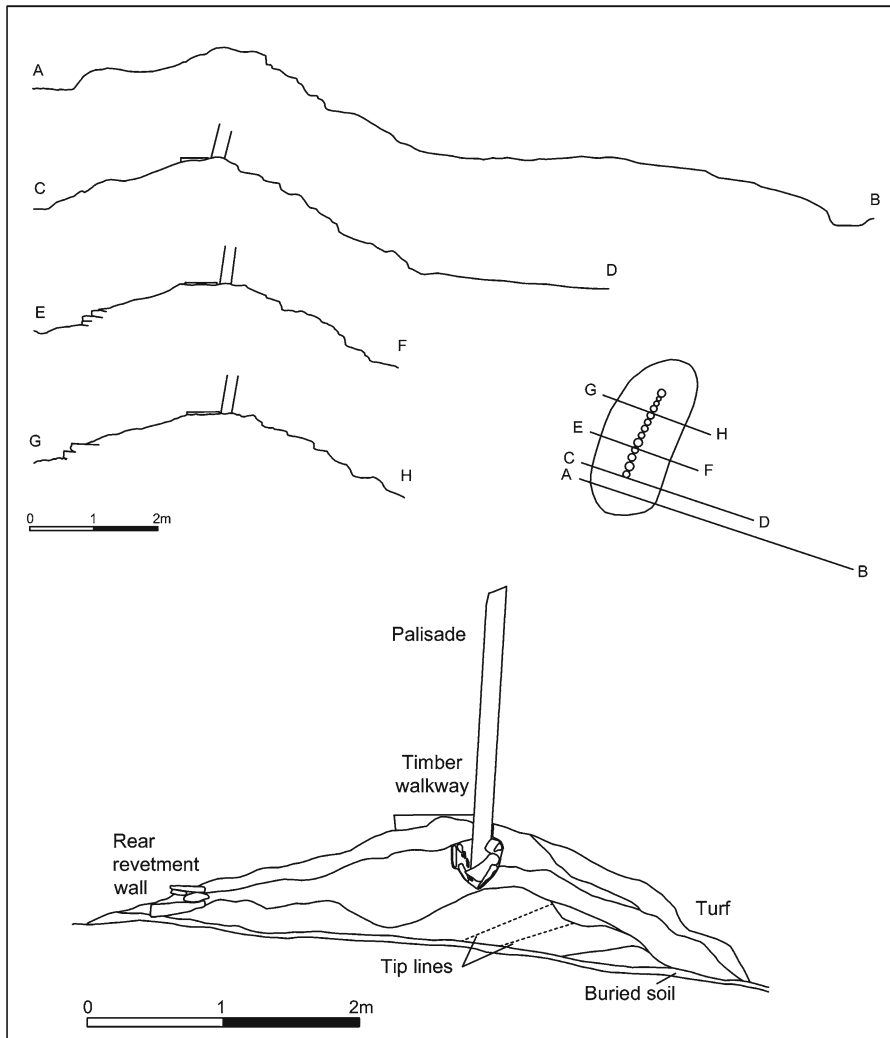 A
B
C
D
E
F
G
H
0 1 2m
G
H
E
F
C
A
D
B
Palisade
Timber
walkway
Rear
revetment
wall
Turf
Tip lines
Buried soil
0 1 2m